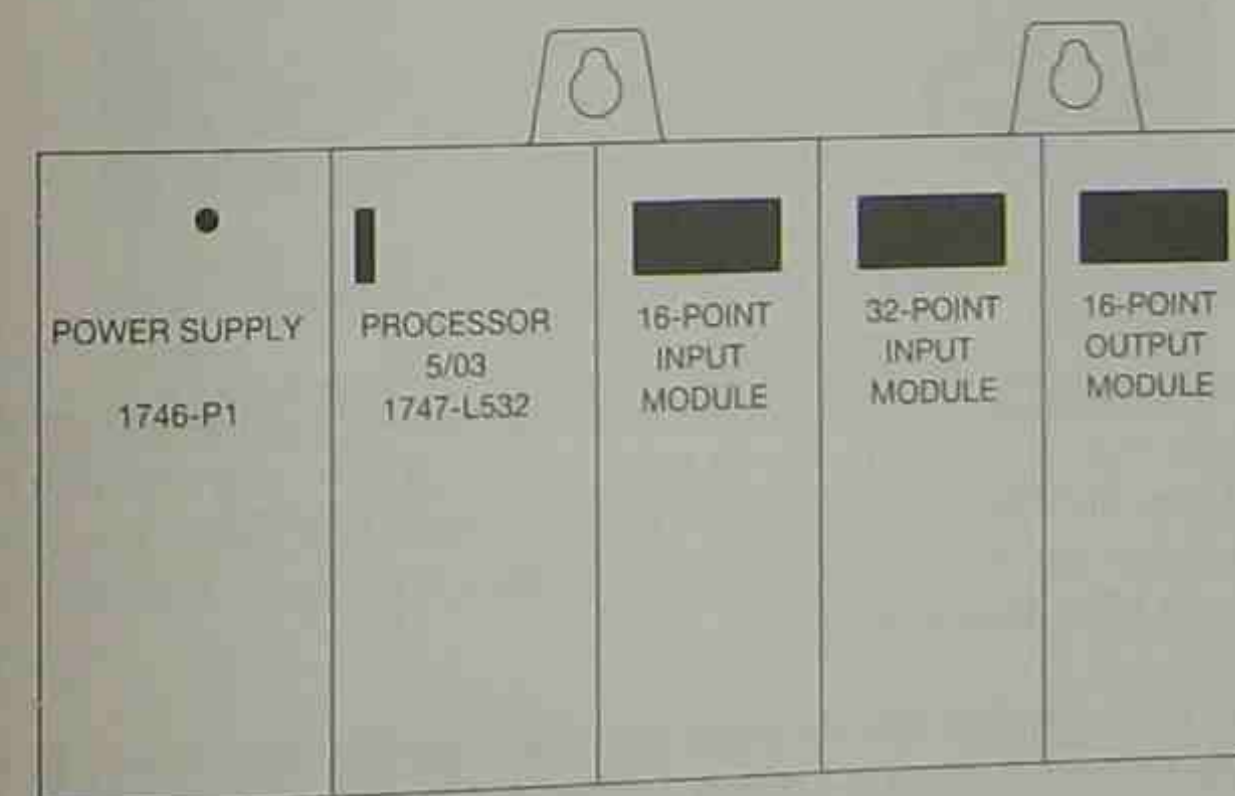 POWER SUPPLY
1746-P1
PROCESSOR
5/03
1747-L532
16-POINT
INPUT
MODULE
32-POINT
INPUT
MODULE
16-POINT
OUTPUT
MODULE